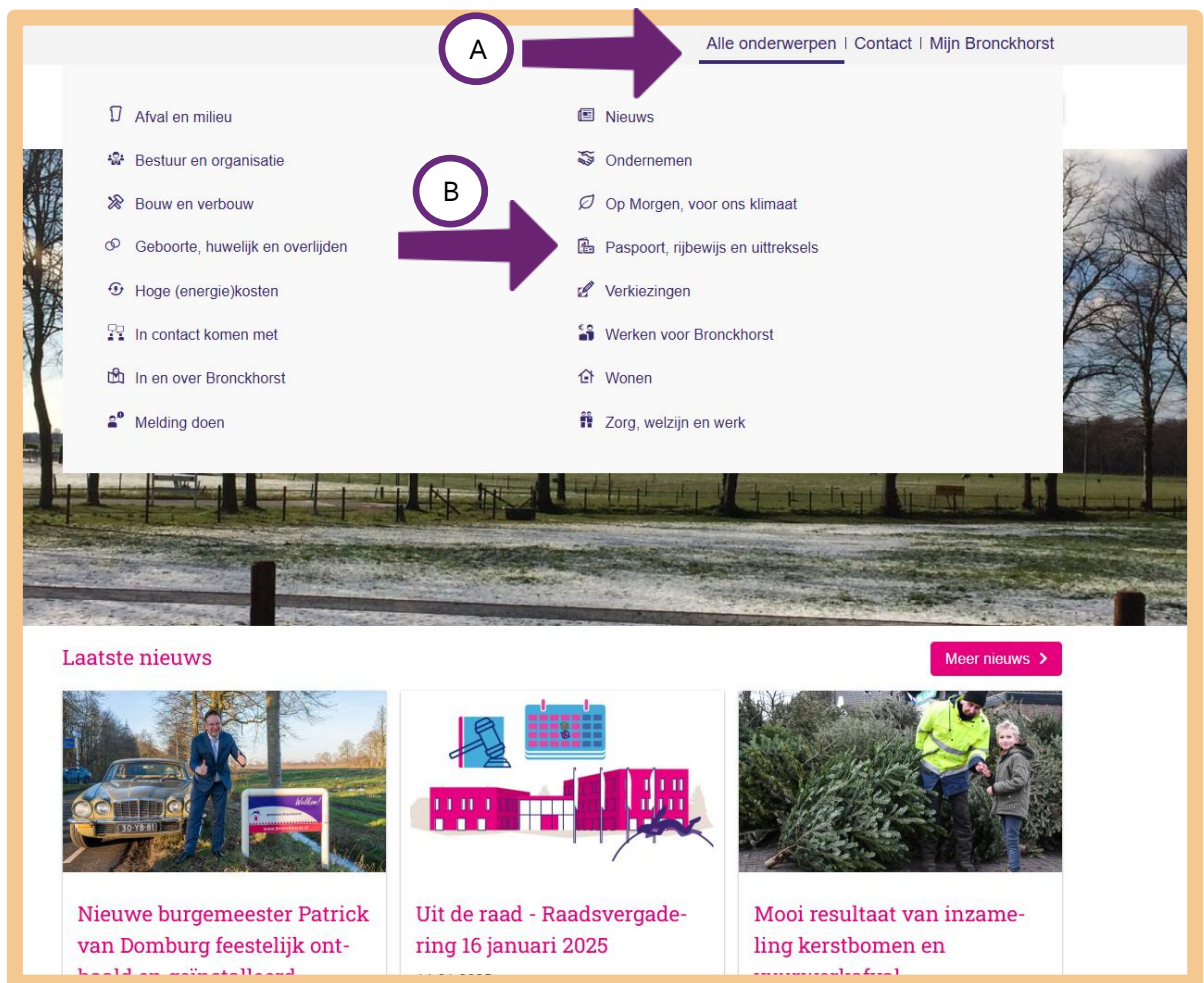 A
Alle onderwerpen | Contact | Mijn Bronckhorst
Afval en milieu
Bestuur en organisatie
Bouw en verbouw
Geboorte, huwelijk en overlijden
Hoge (energie)kosten
In contact komen met
In en over Bronckhorst
Melding doen
B
Nieuws
Ondernemen
Op Morgen, voor ons klimaat
Paspoort, rijbewijs en uittreksels
Verkiezingen
Werken voor Bronckhorst
Wonen
Zorg, welzijn en werk
Laatste nieuws
Meer nieuws
Welkom!
30-YB-81
Nieuwe burgemeester Patrick
van Domburg feestelijk ont-
haald en geïnstalleerd
Uit de raad - Raadsvergade-
ring 16 januari 2025
Mooi resultaat van inzame-
ling kerstbomen en
vuurwerkafval